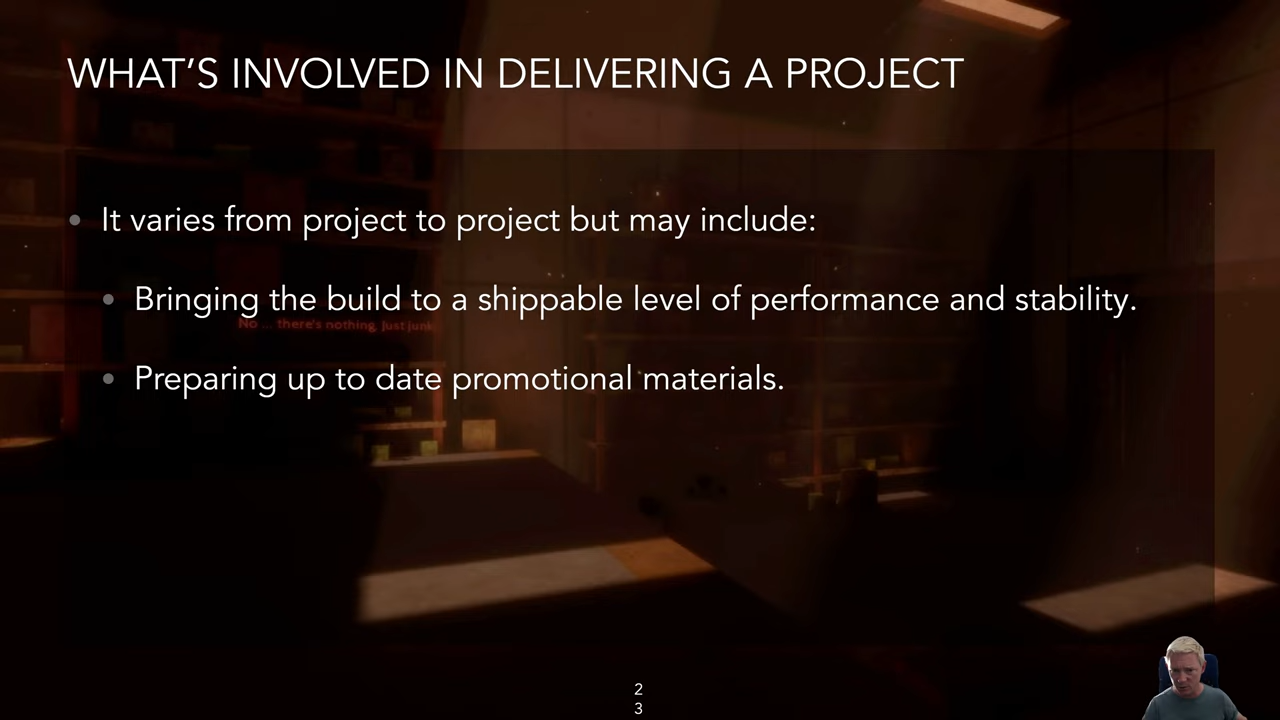 WHAT'S INVOLVED IN DELIVERING A PROJECT
• It varies from project to project but may include:
• Bringing the build to a shippable level of performance and stability.
No ... there's nothing, just junk
• Preparing up to date promotional materials.
2
3